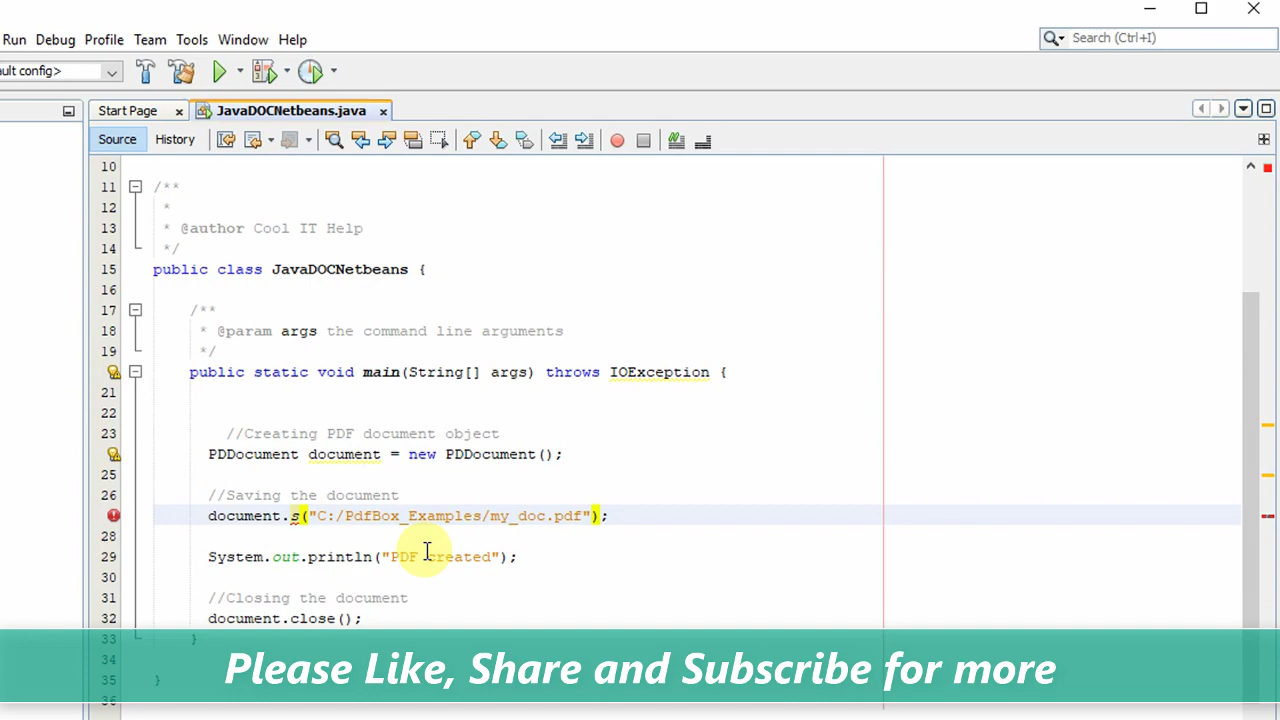 Run Debug Profile Team Tools Window Help
Search (Ctrl+I)
ault config>
Start Page JavaDOCNetbeans.java
Source History
10
11 /**
12 *
13 * @author Cool IT Help
14 */
15 public class JavaDOCNetbeans {
16
17 /**
18 * @param args the command line arguments
19 */
public static void main(String[] args) throws IOException {
21
22
23 //Creating PDF document object
PDDocument document = new PDDocument();
25
26 //Saving the document
document.s("C:/PdfBox_Examples/my_doc.pdf");
28
29 System.out.println("PDF created");
30
31 //Closing the document
32 document.close();
33 }
34
35 }
36
Please Like, Share and Subscribe for more